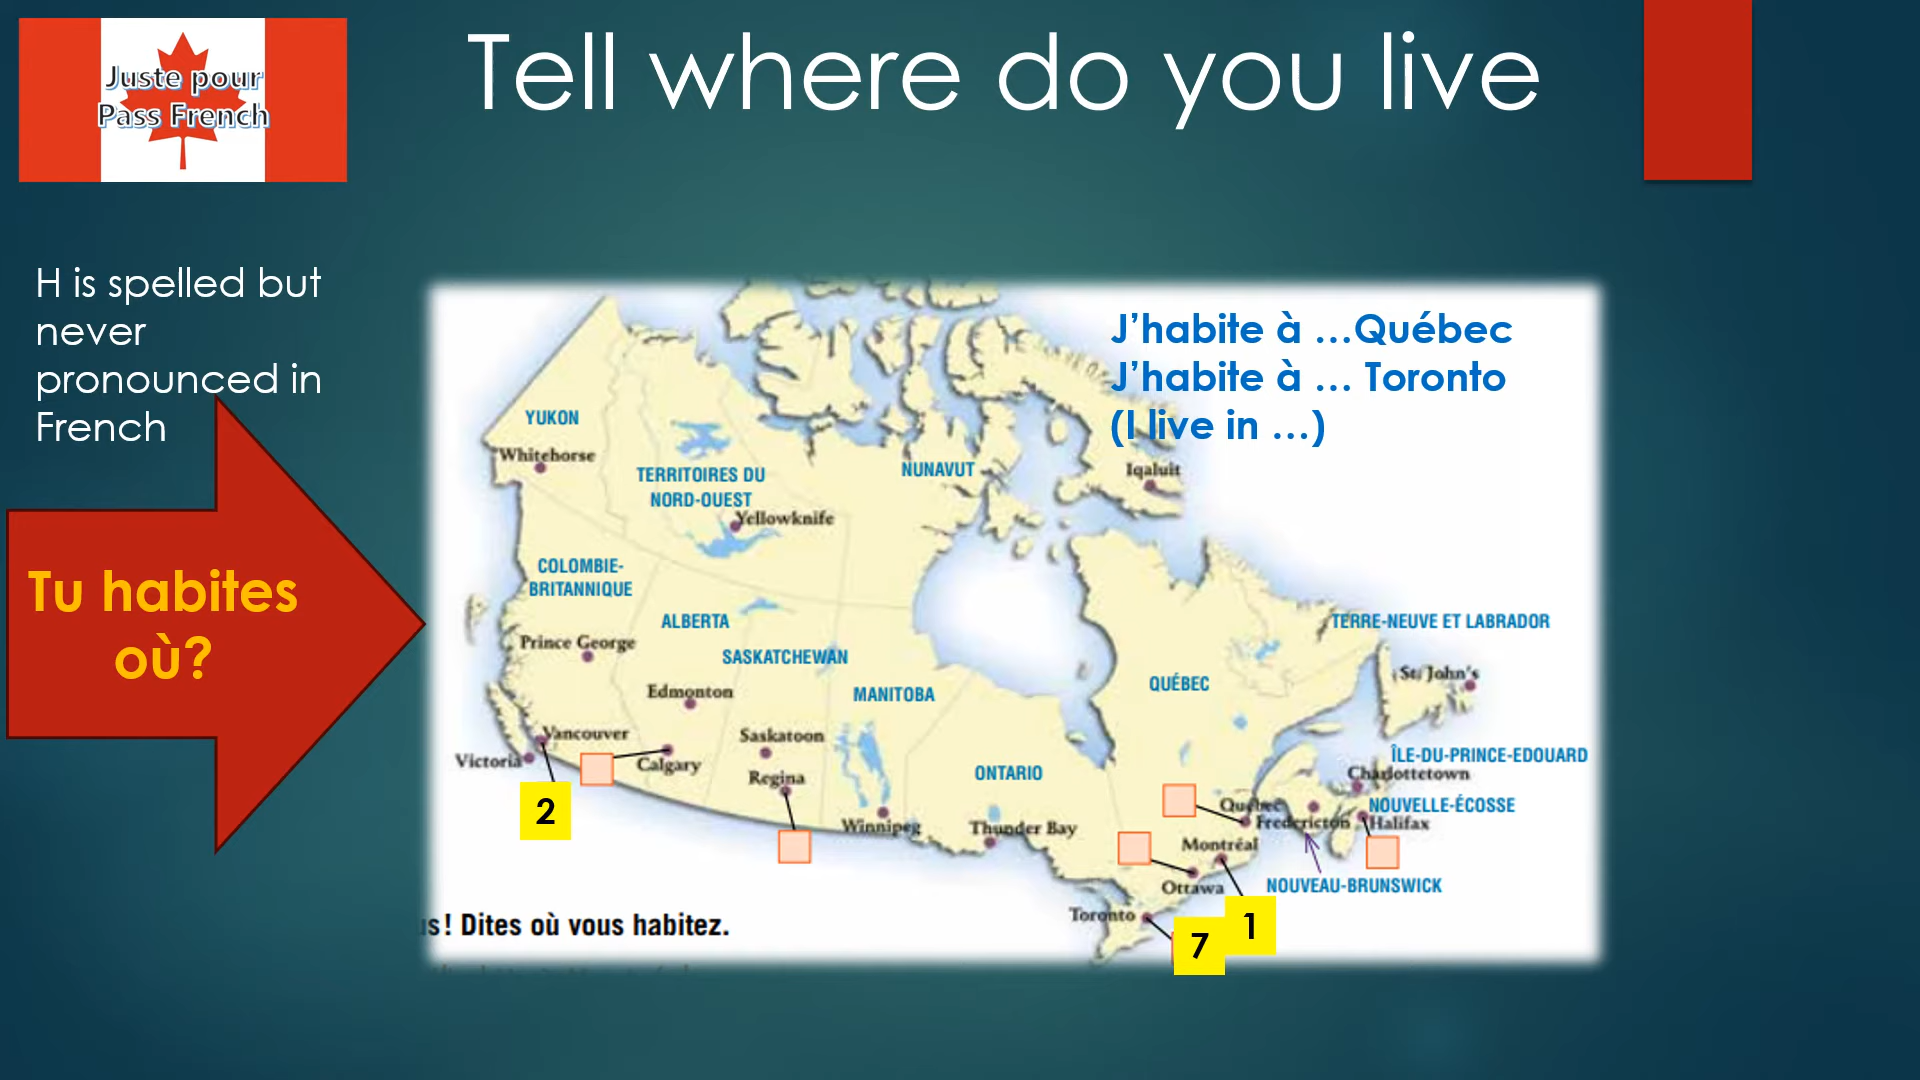 Juste pour
Pass French
Tell where do you live
H is spelled but
never
pronounced in
French
Tu habites
où?
J'habite à ...Québec
J'habite à ... Toronto
(I live in ...)
YUKON
Whitehorse
TERRITOIRES DU
NORD-OUEST
Yellowknife
NUNAVUT
Iqaluit
COLOMBIE-
BRITANNIQUE
Prince George
ALBERTA
SASKATCHEWAN
Edmonton
MANITOBA
QUÉBEC
TERRE-NEUVE ET LABRADOR
St. John's
Vancouver
Victoria
Calgary
Saskatoon
Regina
Winnipeg
ONTARIO
Thunder Bay
ÎLE-DU-PRINCE-EDOUARD
Charlottetown
Québec
NOUVELLE-ÉCOSSE
Fredericton
Halifax
Montréal
Ottawa
NOUVEAU-BRUNSWICK
Toronto
2
7
1
s! Dites où vous habitez.